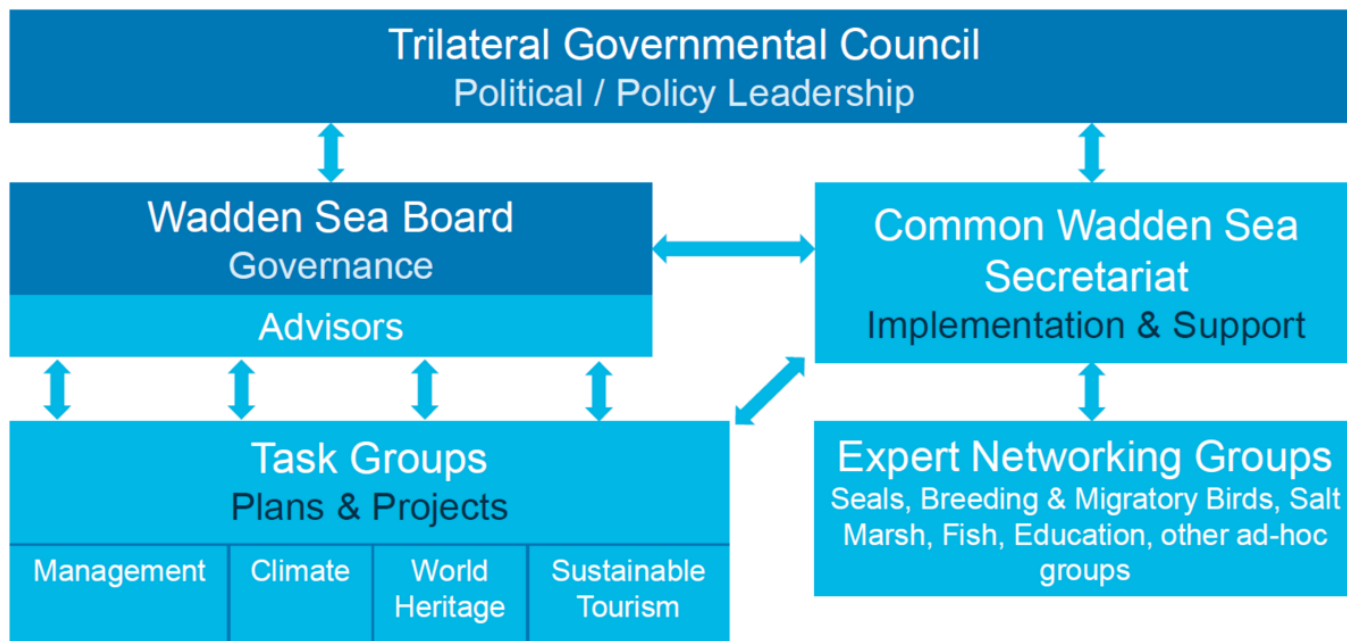 Trilateral Governmental Council
Political / Policy Leadership
Wadden Sea Board
Governance
Advisors
Common Wadden Sea
Secretariat
Implementation & Support
Task Groups
Plans & Projects
Management
Climate
World
Heritage
Sustainable
Tourism
Expert Networking Groups
Seals, Breeding & Migratory Birds, Salt
Marsh, Fish, Education, other ad-hoc
groups